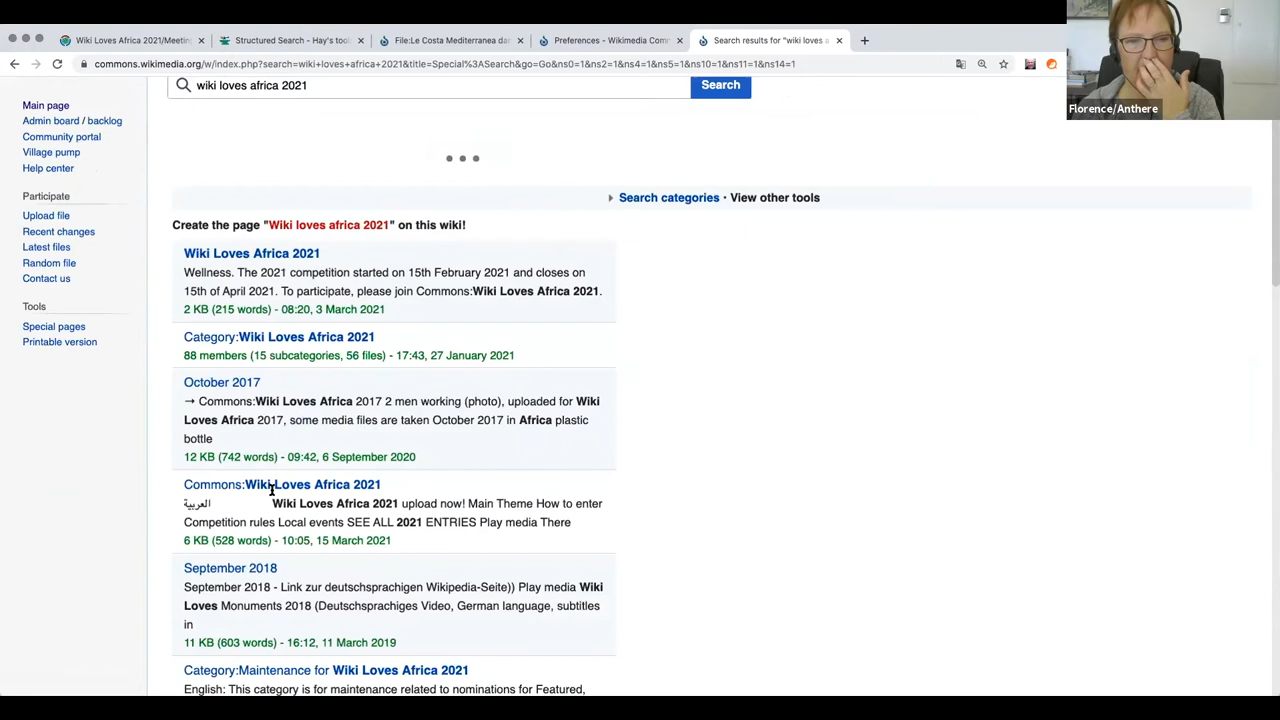 Wiki Loves Africa 2021/Meetin
Structured Search - Hay's tool
File:Le Costa Mediterranea da
Preferences - Wikimedia Com
Search results for "wiki loves a
commons.wikimedia.org/w/index.php?search=wiki+loves+africa+2021&title=Special%3ASearch&go=Go&ns0=1&ns2=1&ns4=1&ns5=1&ns10=1&ns11=1&ns14=1
Florence/Anthere
wiki loves africa 2021
Search
Main page
Admin board / backlog
Community portal
Village pump
Help center
Participate
Upload file
Recent changes
Latest files
Random file
Contact us
Tools
Special pages
Printable version
Search categories · View other tools
Create the page "Wiki loves africa 2021" on this wiki!
Wiki Loves Africa 2021
Wellness. The 2021 competition started on 15th February 2021 and closes on
15th of April 2021. To participate, please join Commons:Wiki Loves Africa 2021.
2 KB (215 words) - 08:20, 3 March 2021
Category:Wiki Loves Africa 2021
88 members (15 subcategories, 56 files) - 17:43, 27 January 2021
October 2017
→ Commons:Wiki Loves Africa 2017 2 men working (photo), uploaded for Wiki
Loves Africa 2017, some media files are taken October 2017 in Africa plastic
bottle
12 KB (742 words) - 09:42, 6 September 2020
Commons:Wiki Loves Africa 2021
العربية Wiki Loves Africa 2021 upload now! Main Theme How to enter
Competition rules Local events SEE ALL 2021 ENTRIES Play media There
6 KB (528 words) - 10:05, 15 March 2021
September 2018
September 2018 - Link zur deutschsprachigen Wikipedia-Seite)) Play media Wiki
Loves Monuments 2018 (Deutschsprachiges Video, German language, subtitles
in
11 KB (603 words) - 16:12, 11 March 2019
Category:Maintenance for Wiki Loves Africa 2021
English: This category is for maintenance related to nominations for Featured,